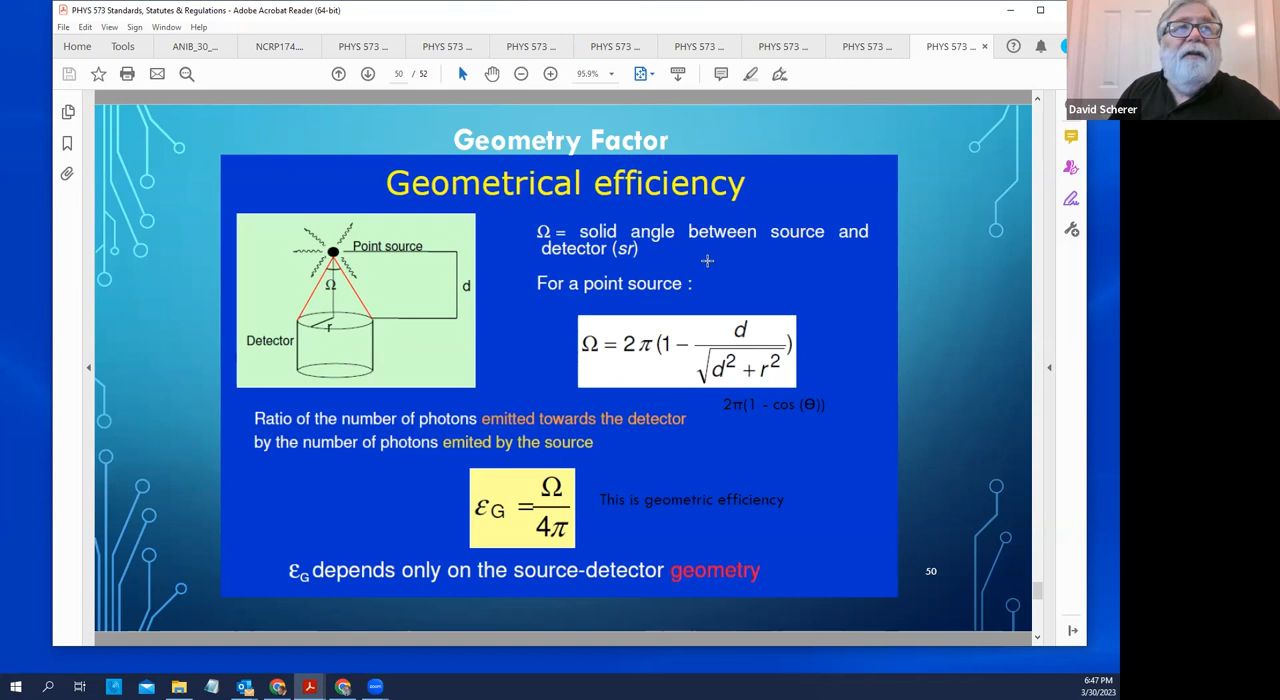 PHYS 573 Standards, Statutes & Regulations - Adobe Acrobat Reader (64-bit)
File Edit View Sign Window Help
Home Tools ANIB_30_... NCRP174.... PHYS 573 ... PHYS 573 ... PHYS 573 ... PHYS 573 ... PHYS 573 ... PHYS 573 ... PHYS 573 ... PHYS 573 ... ×
50 / 52 95.9%
David Scherer
Geometry Factor
Geometrical efficiency
Point source
Ω
d
r
Detector
Ω = solid angle between source and
detector (sr)
For a point source :
Ω = 2π(1 − d / √(d² + r²))
2π(1 - cos (Θ))
Ratio of the number of photons emitted towards the detector
by the number of photons emited by the source
εG = Ω / 4π
This is geometric efficiency
εG depends only on the source-detector geometry
50
6:47 PM
3/30/2023